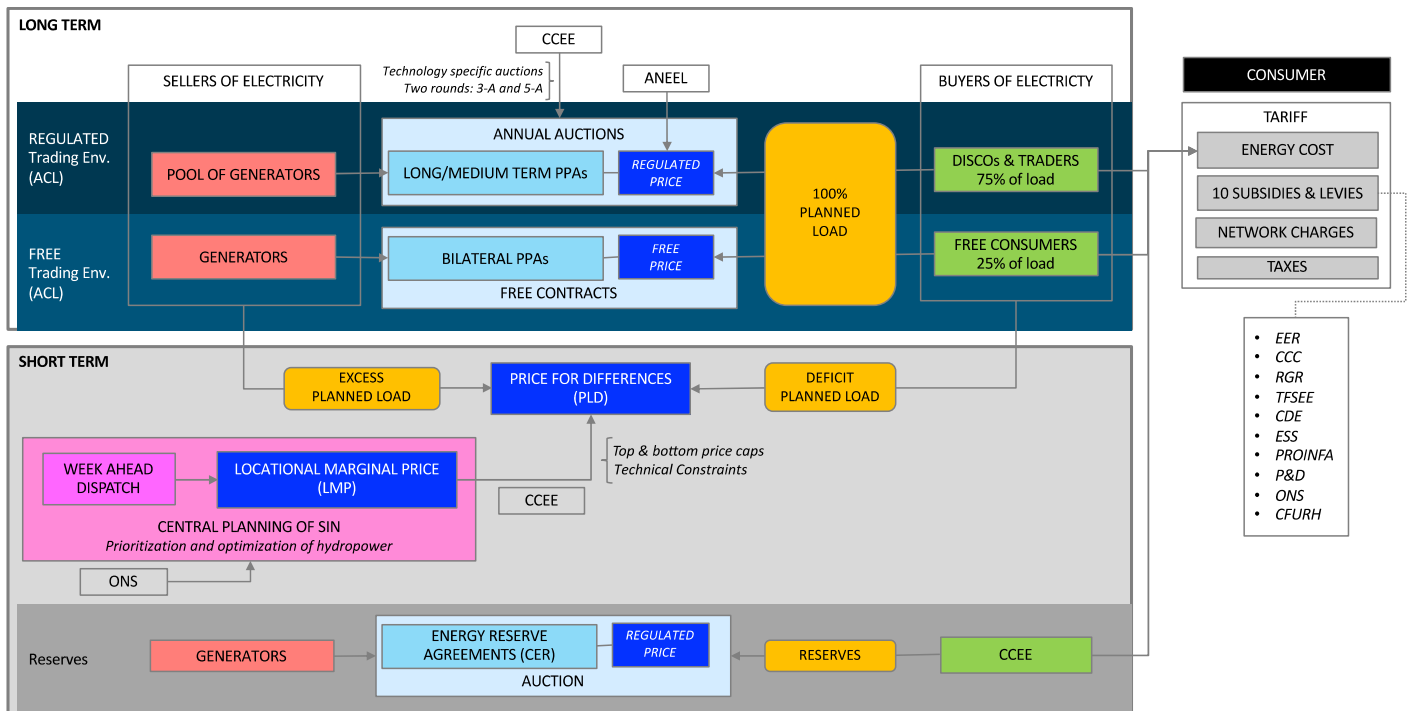 LONG TERM
CCEE
Technology specific auctions
Two rounds: 3-A and 5-A
ANEEL
SELLERS OF ELECTRICITY
BUYERS OF ELECTRICTY
CONSUMER
TARIFF
REGULATED
Trading Env.
(ACL)
POOL OF GENERATORS
ANNUAL AUCTIONS
LONG/MEDIUM TERM PPAs
REGULATED
PRICE
100%
PLANNED
LOAD
DISCOs & TRADERS
75% of load
ENERGY COST
10 SUBSIDIES & LEVIES
NETWORK CHARGES
TAXES
FREE
Trading Env.
(ACL)
GENERATORS
BILATERAL PPAs
FREE
PRICE
FREE CONTRACTS
FREE CONSUMERS
25% of load
• EER
• CCC
• RGR
• TFSEE
• CDE
• ESS
• PROINFA
• P&D
• ONS
• CFURH
SHORT TERM
EXCESS
PLANNED LOAD
PRICE FOR DIFFERENCES
(PLD)
DEFICIT
PLANNED LOAD
WEEK AHEAD
DISPATCH
LOCATIONAL MARGINAL PRICE
(LMP)
Top & bottom price caps
Technical Constraints
CCEE
CENTRAL PLANNING OF SIN
Prioritization and optimization of hydropower
ONS
Reserves
GENERATORS
ENERGY RESERVE
AGREEMENTS (CER)
REGULATED
PRICE
AUCTION
RESERVES
CCEE